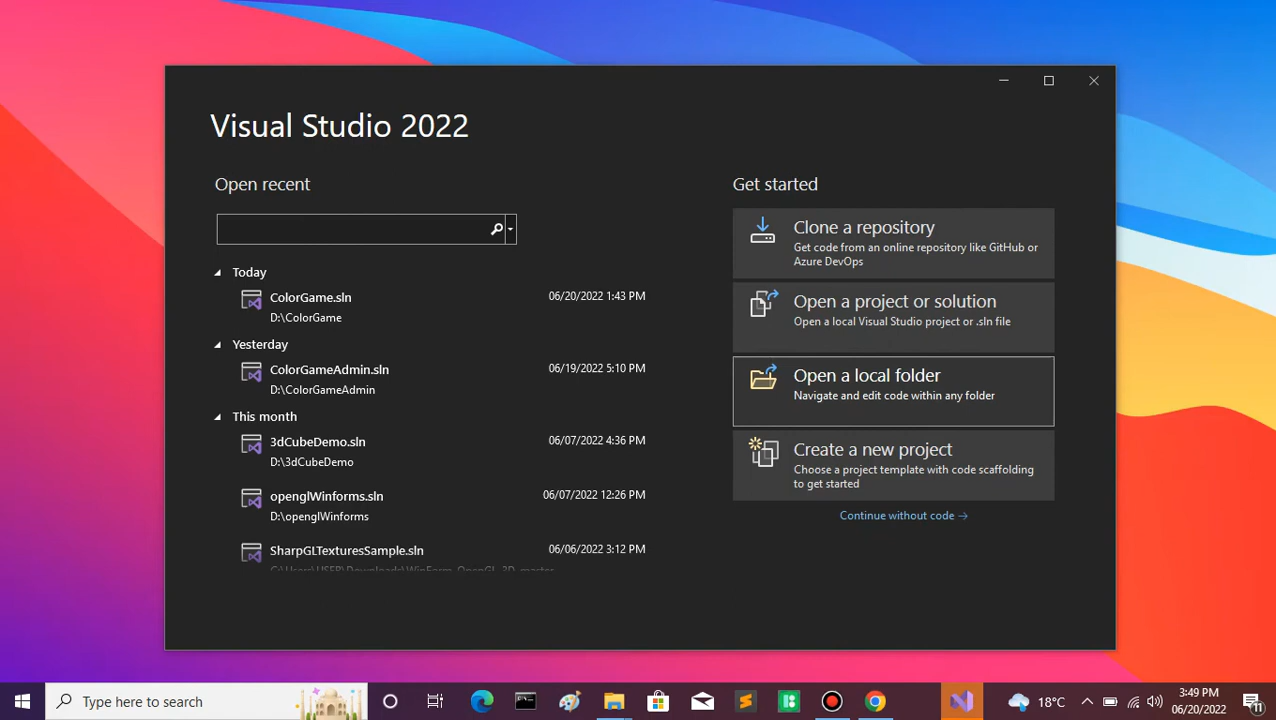 Visual Studio 2022
Open recent
Today
ColorGame.sln 06/20/2022 1:43 PM
D:\ColorGame
Yesterday
ColorGameAdmin.sln 06/19/2022 5:10 PM
D:\ColorGameAdmin
This month
3dCubeDemo.sln 06/07/2022 4:36 PM
D:\3dCubeDemo
openglWinforms.sln 06/07/2022 12:26 PM
D:\openglWinforms
SharpGLTexturesSample.sln 06/06/2022 3:12 PM
C:\Users\USER\Downloads\WinForm_OpenGL_3D_master
Get started
Clone a repository
Get code from an online repository like GitHub or
Azure DevOps
Open a project or solution
Open a local Visual Studio project or .sln file
Open a local folder
Navigate and edit code within any folder
Create a new project
Choose a project template with code scaffolding
to get started
Continue without code →
Type here to search
18°C
3:49 PM
06/20/2022
11